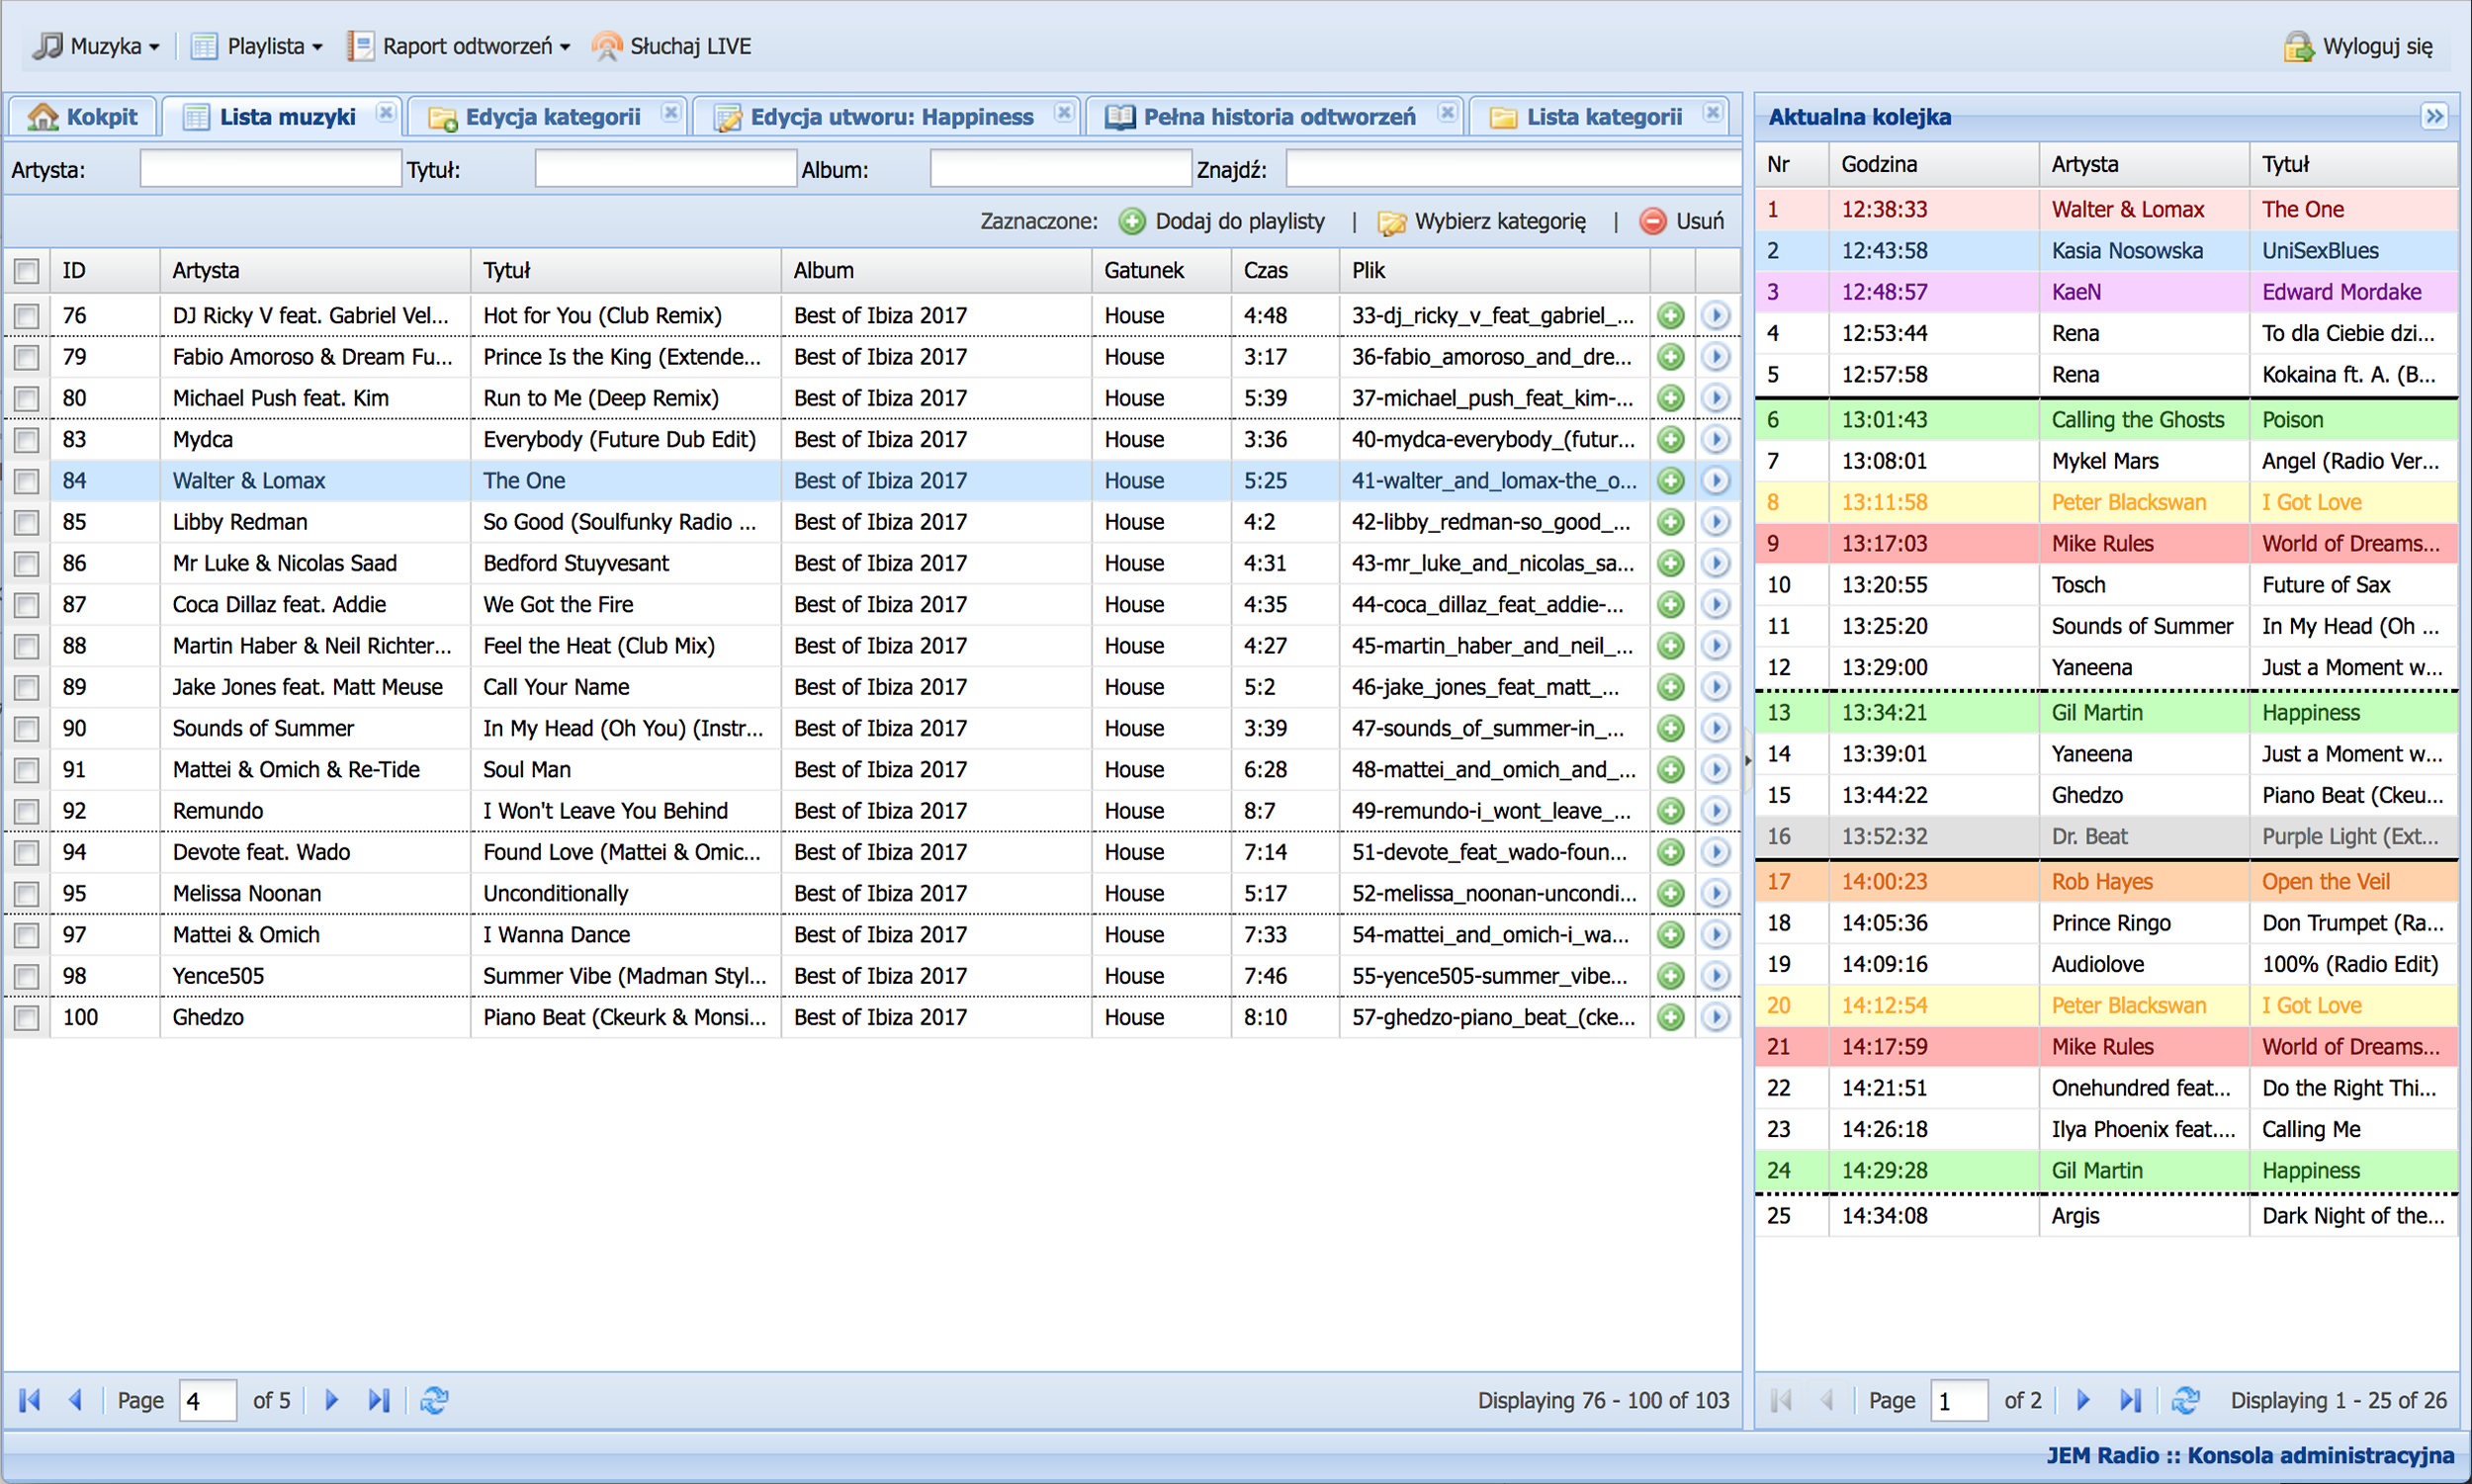 Muzyka Playlista Raport odtworzeń Słuchaj LIVE Wyloguj się
Kokpit Lista muzyki Edycja kategorii Edycja utworu: Happiness Pełna historia odtworzeń Lista kategorii
Artysta: Tytuł: Album: Znajdź:
Zaznaczone: Dodaj do playlisty | Wybierz kategorię | Usuń
ID Artysta Tytuł Album Gatunek Czas Plik
76 DJ Ricky V feat. Gabriel Vel... Hot for You (Club Remix) Best of Ibiza 2017 House 4:48 33-dj_ricky_v_feat_gabriel_...
79 Fabio Amoroso & Dream Fu... Prince Is the King (Extende... Best of Ibiza 2017 House 3:17 36-fabio_amoroso_and_dre...
80 Michael Push feat. Kim Run to Me (Deep Remix) Best of Ibiza 2017 House 5:39 37-michael_push_feat_kim-...
83 Mydca Everybody (Future Dub Edit) Best of Ibiza 2017 House 3:36 40-mydca-everybody_(futur...
84 Walter & Lomax The One Best of Ibiza 2017 House 5:25 41-walter_and_lomax-the_o...
85 Libby Redman So Good (Soulfunky Radio ... Best of Ibiza 2017 House 4:2 42-libby_redman-so_good_...
86 Mr Luke & Nicolas Saad Bedford Stuyvesant Best of Ibiza 2017 House 4:31 43-mr_luke_and_nicolas_sa...
87 Coca Dillaz feat. Addie We Got the Fire Best of Ibiza 2017 House 4:35 44-coca_dillaz_feat_addie-...
88 Martin Haber & Neil Richter... Feel the Heat (Club Mix) Best of Ibiza 2017 House 4:27 45-martin_haber_and_neil_...
89 Jake Jones feat. Matt Meuse Call Your Name Best of Ibiza 2017 House 5:2 46-jake_jones_feat_matt_...
90 Sounds of Summer In My Head (Oh You) (Instr... Best of Ibiza 2017 House 3:39 47-sounds_of_summer-in_...
91 Mattei & Omich & Re-Tide Soul Man Best of Ibiza 2017 House 6:28 48-mattei_and_omich_and_...
92 Remundo I Won't Leave You Behind Best of Ibiza 2017 House 8:7 49-remundo-i_wont_leave_...
94 Devote feat. Wado Found Love (Mattei & Omic... Best of Ibiza 2017 House 7:14 51-devote_feat_wado-foun...
95 Melissa Noonan Unconditionally Best of Ibiza 2017 House 5:17 52-melissa_noonan-uncondi...
97 Mattei & Omich I Wanna Dance Best of Ibiza 2017 House 7:33 54-mattei_and_omich-i_wa...
98 Yence505 Summer Vibe (Madman Styl... Best of Ibiza 2017 House 7:46 55-yence505-summer_vibe...
100 Ghedzo Piano Beat (Ckeurk & Monsi... Best of Ibiza 2017 House 8:10 57-ghedzo-piano_beat_(cke...
Page 4 of 5 Displaying 76 - 100 of 103
Aktualna kolejka
Nr Godzina Artysta Tytuł
1 12:38:33 Walter & Lomax The One
2 12:43:58 Kasia Nosowska UniSexBlues
3 12:48:57 KaeN Edward Mordake
4 12:53:44 Rena To dla Ciebie dzi...
5 12:57:58 Rena Kokaina ft. A. (B...
6 13:01:43 Calling the Ghosts Poison
7 13:08:01 Mykel Mars Angel (Radio Ver...
8 13:11:58 Peter Blackswan I Got Love
9 13:17:03 Mike Rules World of Dreams...
10 13:20:55 Tosch Future of Sax
11 13:25:20 Sounds of Summer In My Head (Oh ...
12 13:29:00 Yaneena Just a Moment w...
13 13:34:21 Gil Martin Happiness
14 13:39:01 Yaneena Just a Moment w...
15 13:44:22 Ghedzo Piano Beat (Ckeu...
16 13:52:32 Dr. Beat Purple Light (Ext...
17 14:00:23 Rob Hayes Open the Veil
18 14:05:36 Prince Ringo Don Trumpet (Ra...
19 14:09:16 Audiolove 100% (Radio Edit)
20 14:12:54 Peter Blackswan I Got Love
21 14:17:59 Mike Rules World of Dreams...
22 14:21:51 Onehundred feat... Do the Right Thi...
23 14:26:18 Ilya Phoenix feat.... Calling Me
24 14:29:28 Gil Martin Happiness
25 14:34:08 Argis Dark Night of the...
Page 1 of 2 Displaying 1 - 25 of 26
JEM Radio :: Konsola administracyjna